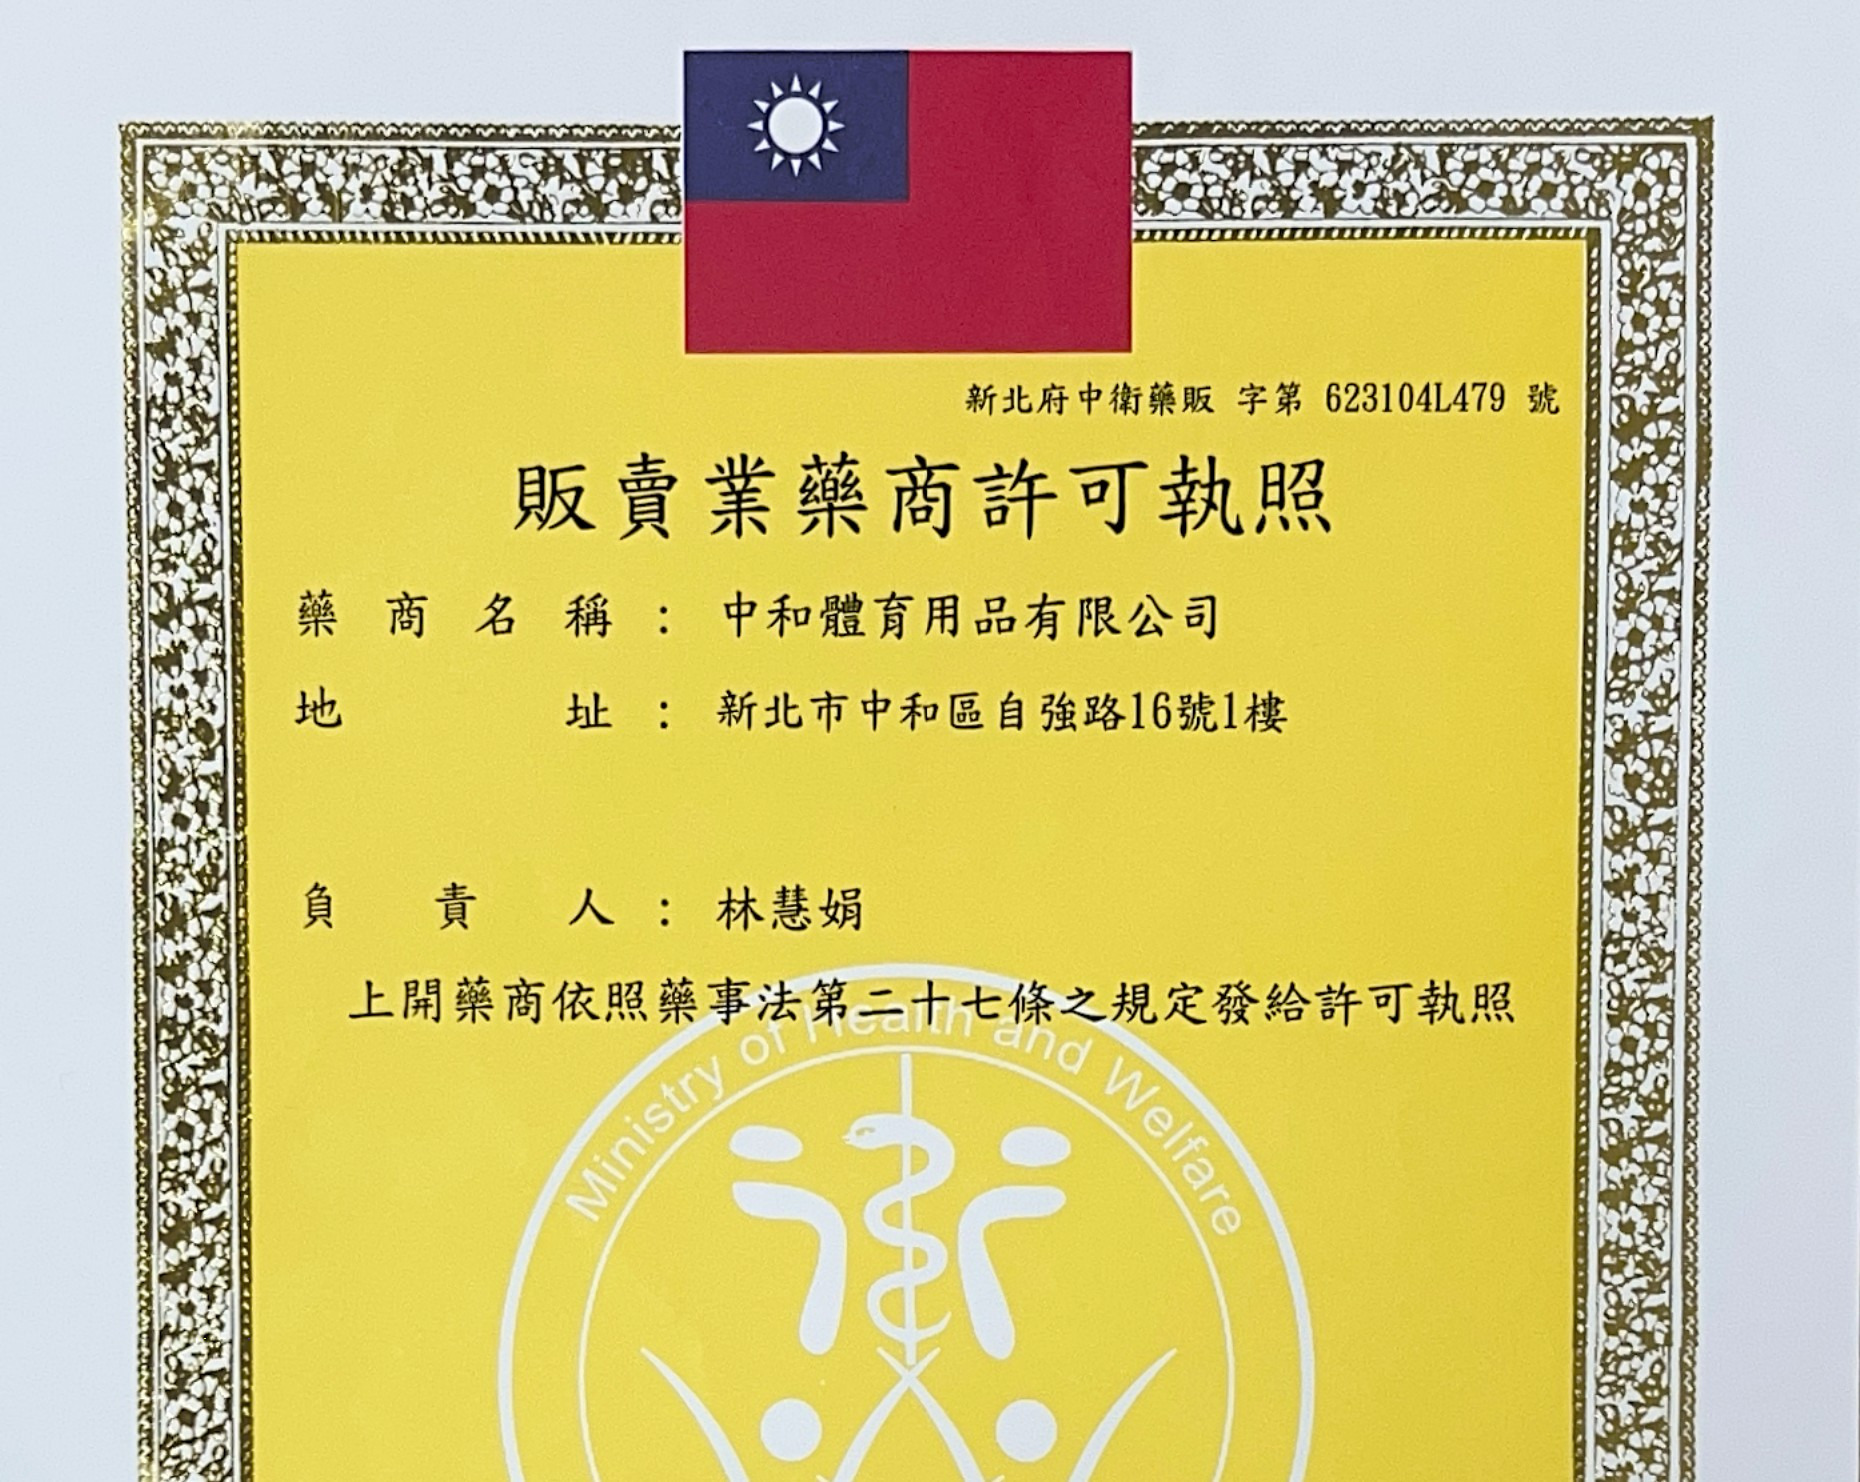 新北府中衛藥販 字第 623104L479 號
販賣業藥商許可執照
藥商名稱：中和體育用品有限公司
地址：新北市中和區自強路16號1樓
負責人：林慧娟
上開藥商依照藥事法第二十七條之規定發給許可執照
Ministry of Health and Welfare